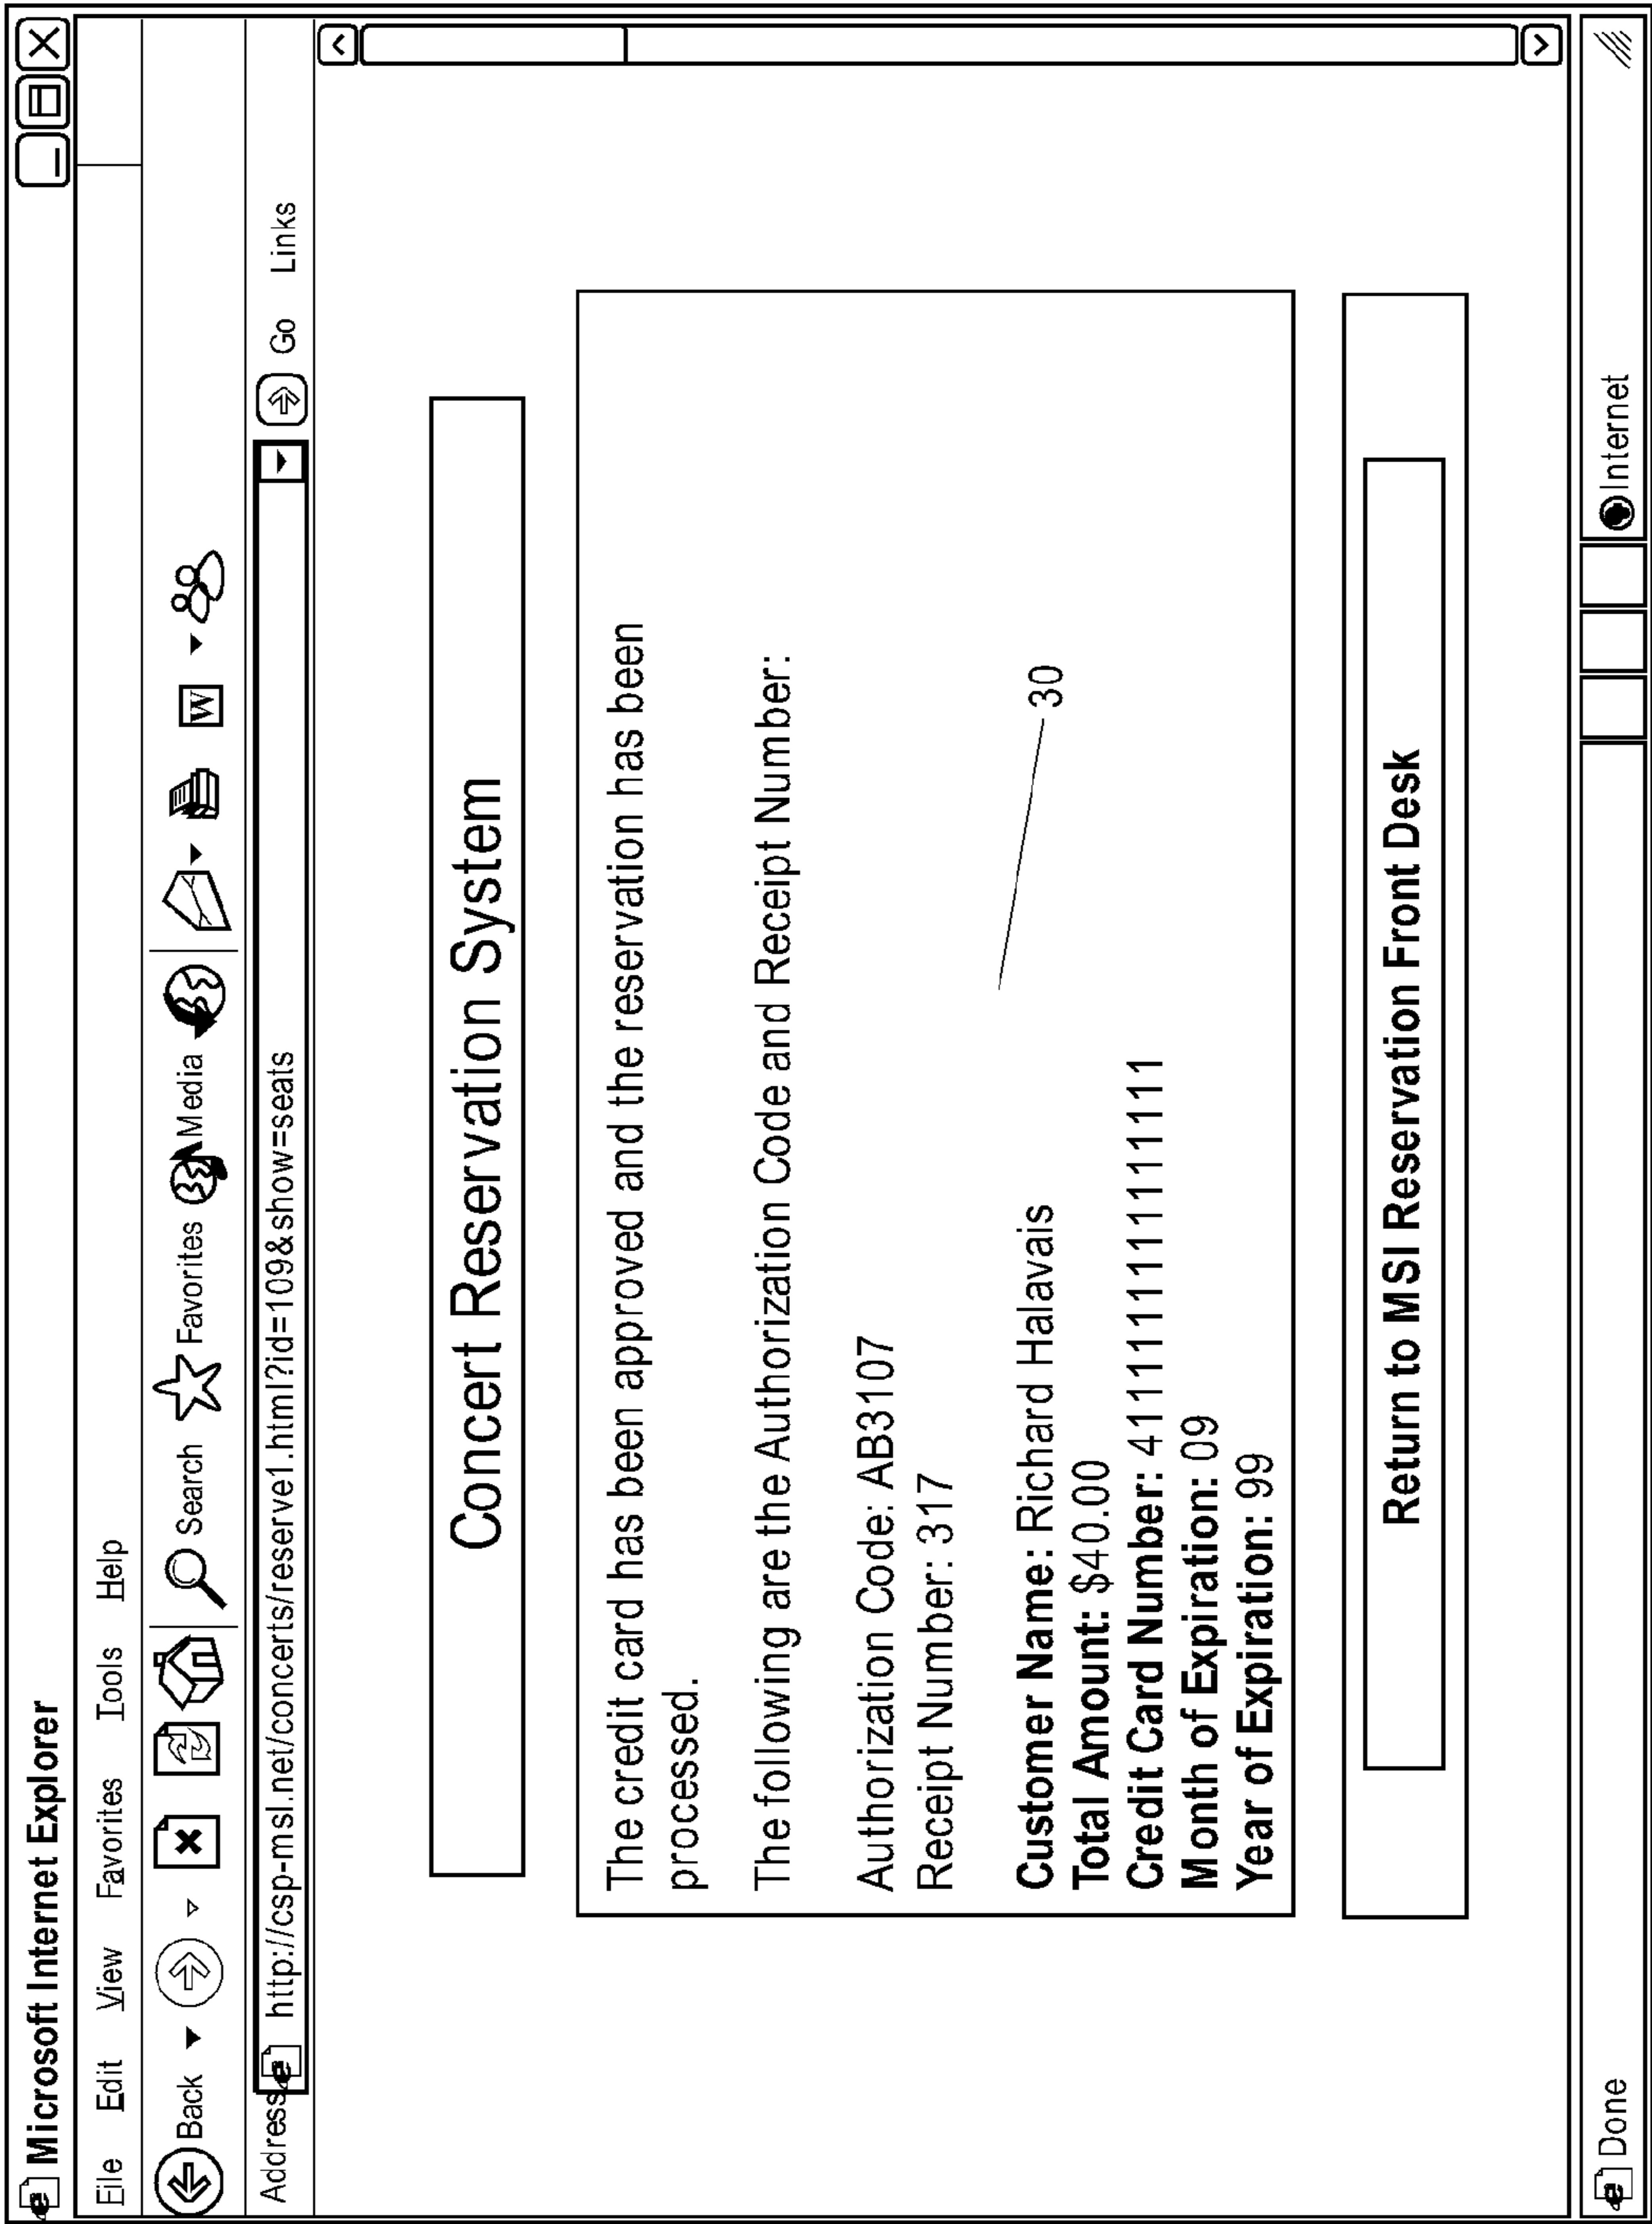 Microsoft Internet Explorer
File Edit View Favorites Tools Help
Back Search Favorites Media W
Address http://csp-msl.net/concerts/reserve1.html?id=109&show=seats Go Links
Concert Reservation System
The credit card has been approved and the reservation has been
processed.
The following are the Authorization Code and Receipt Number:
Authorization Code: AB3107
Receipt Number: 317
30
Customer Name: Richard Halavais
Total Amount: $40.00
Credit Card Number: 4111111111111111
Month of Expiration: 09
Year of Expiration: 99
Return to MSI Reservation Front Desk
Done Internet